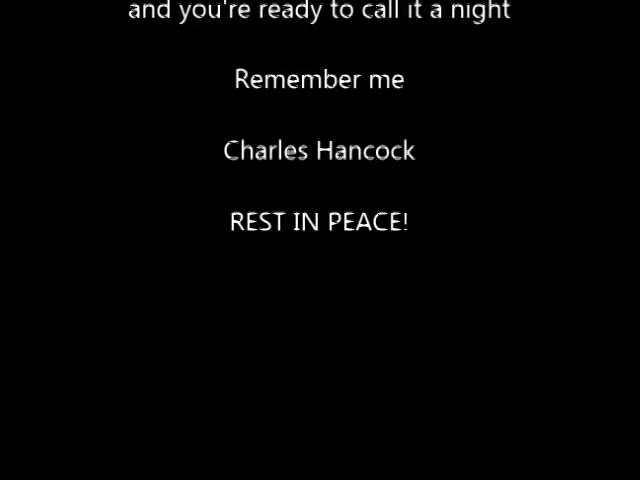 and you're ready to call it a night
Remember me
Charles Hancock
REST IN PEACE!